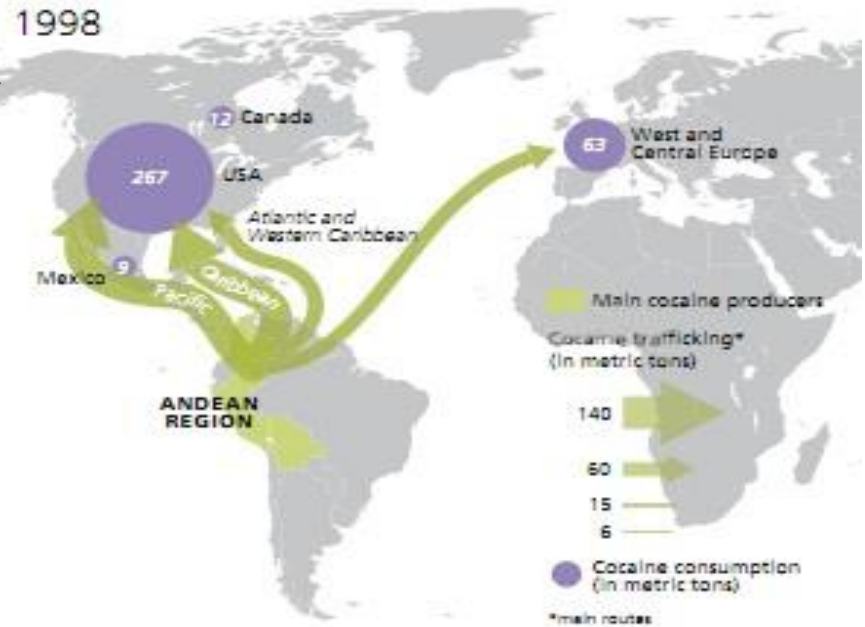 1998
12 Canada
267
USA
Atlantic and
Western Caribbean
63
West and
Central Europe
Mexico
9
Pacific
Caribbean
Main cocaine producers
Cocaine trafficking*
(in metric tons)
ANDEAN
REGION
140
60
15
6
Cocaine consumption
(in metric tons)
*main routes